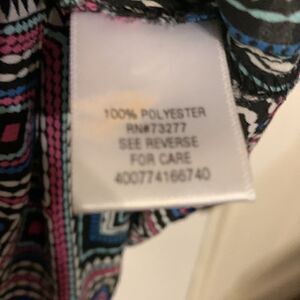 100% POLYESTER
RN#73277
SEE REVERSE
FOR CARE
400774166740